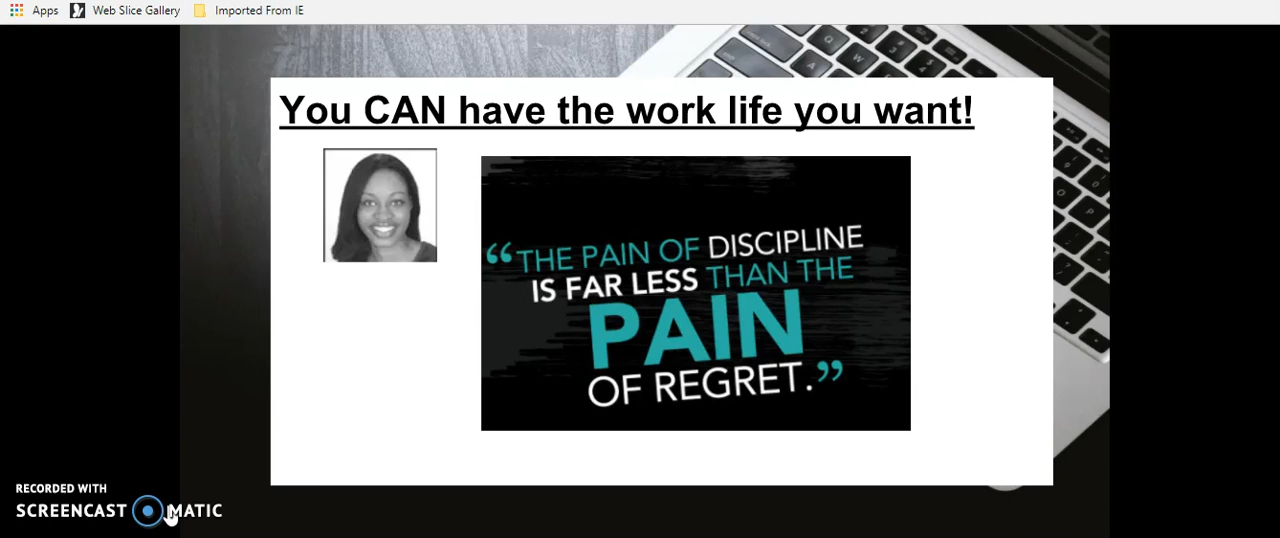 Apps Web Slice Gallery Imported From IE
You CAN have the work life you want!
“THE PAIN OF DISCIPLINE
IS FAR LESS THAN THE
PAIN
OF REGRET.”
RECORDED WITH
SCREENCAST MATIC